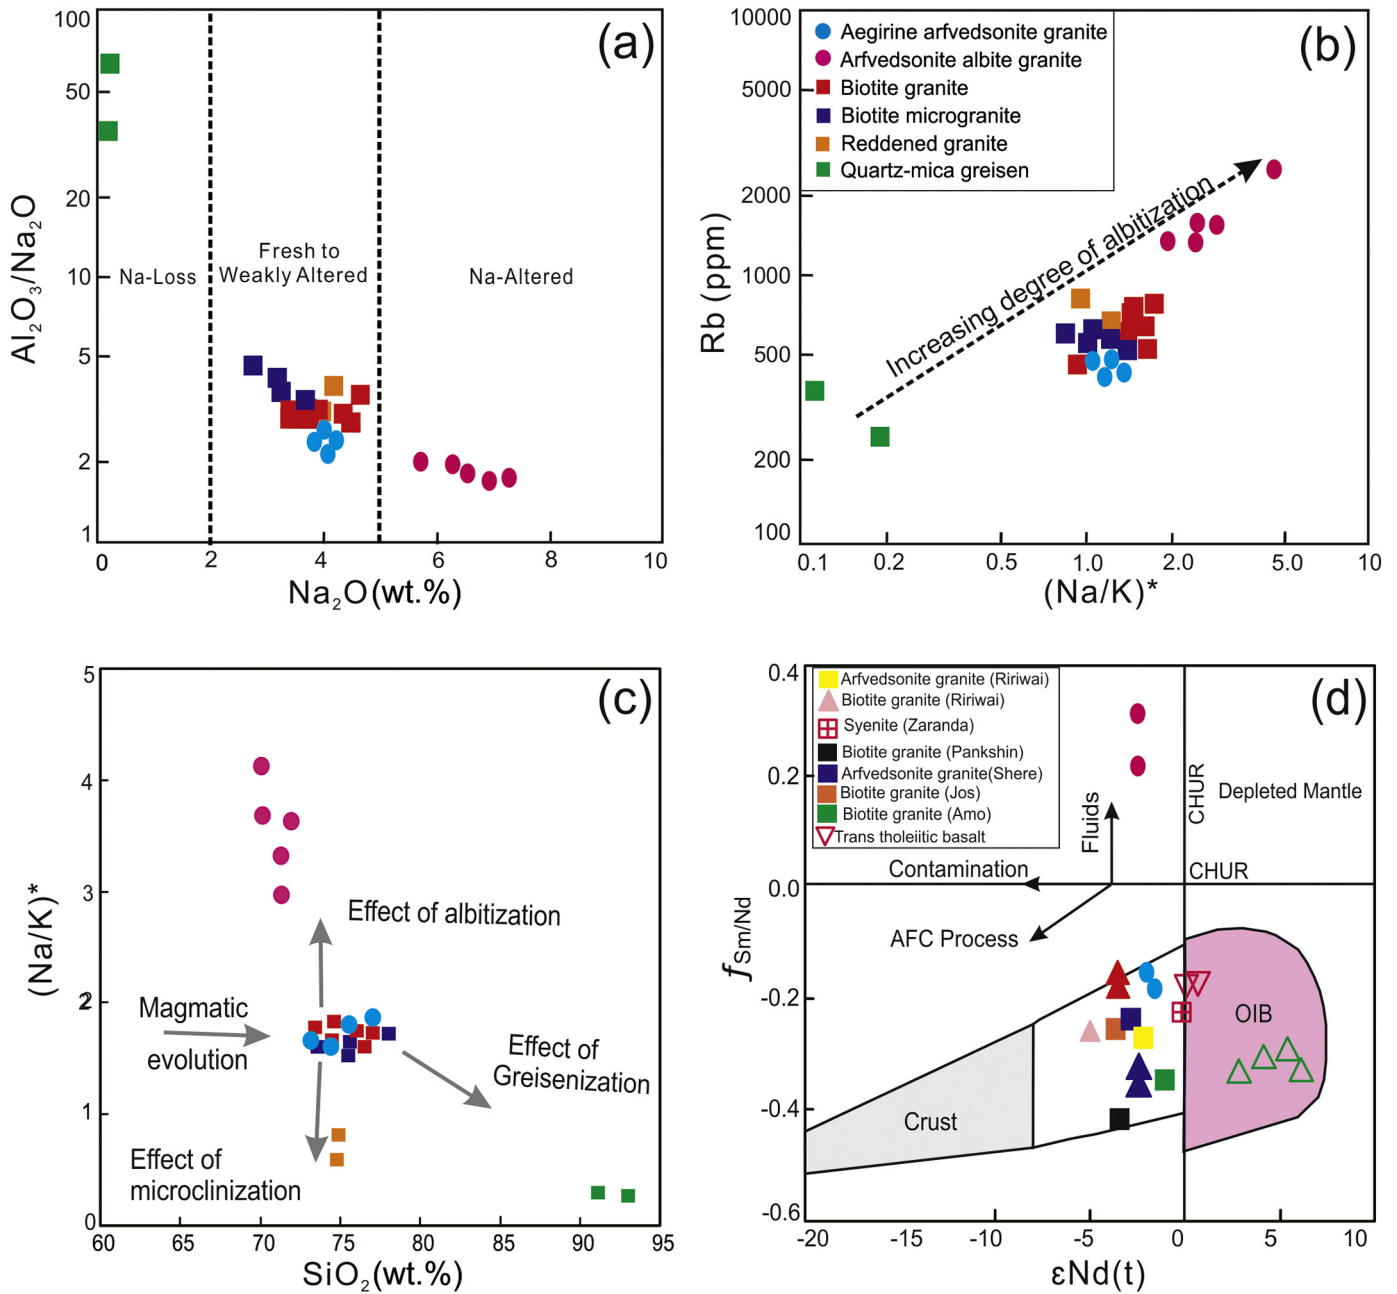 (a)
100
50
20
10
5
2
1
Al₂O₃/Na₂O
Na-Loss
Fresh to
Weakly Altered
Na-Altered
0
2
4
6
8
10
Na₂O(wt.%)
(b)
10000
5000
2000
1000
500
200
100
Rb (ppm)
Aegirine arfvedsonite granite
Arfvedsonite albite granite
Biotite granite
Biotite microgranite
Reddened granite
Quartz-mica greisen
Increasing degree of albitization
0.1
0.2
0.5
1.0
2.0
5.0
10
(Na/K)*
(c)
5
4
3
2
1
0
(Na/K)*
Effect of albitization
Magmatic
evolution
Effect of
Greisenization
Effect of
microclinization
60
65
70
75
80
85
90
95
SiO₂(wt.%)
(d)
0.4
0.2
0.0
-0.2
-0.4
-0.6
fSm/Nd
Arfvedsonite granite (Ririwai)
Biotite granite (Ririwai)
Syenite (Zaranda)
Biotite granite (Pankshin)
Arfvedsonite granite(Shere)
Biotite granite (Jos)
Biotite granite (Amo)
Trans tholeiitic basalt
CHUR
Depleted Mantle
Fluids
Contamination
CHUR
AFC Process
OIB
Crust
-20
-15
-10
-5
0
5
10
εNd(t)